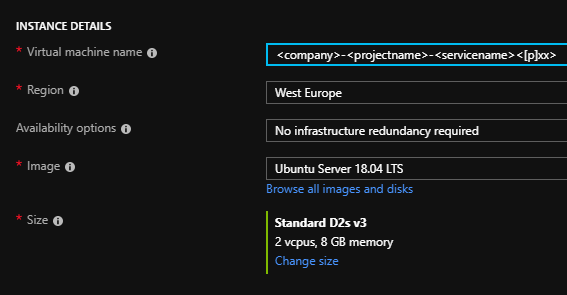 INSTANCE DETAILS
* Virtual machine name
<company>-<projectname>-<servicename><[p]xx>
* Region
West Europe
Availability options
No infrastructure redundancy required
* Image
Ubuntu Server 18.04 LTS
Browse all images and disks
* Size
Standard D2s v3
2 vcpus, 8 GB memory
Change size